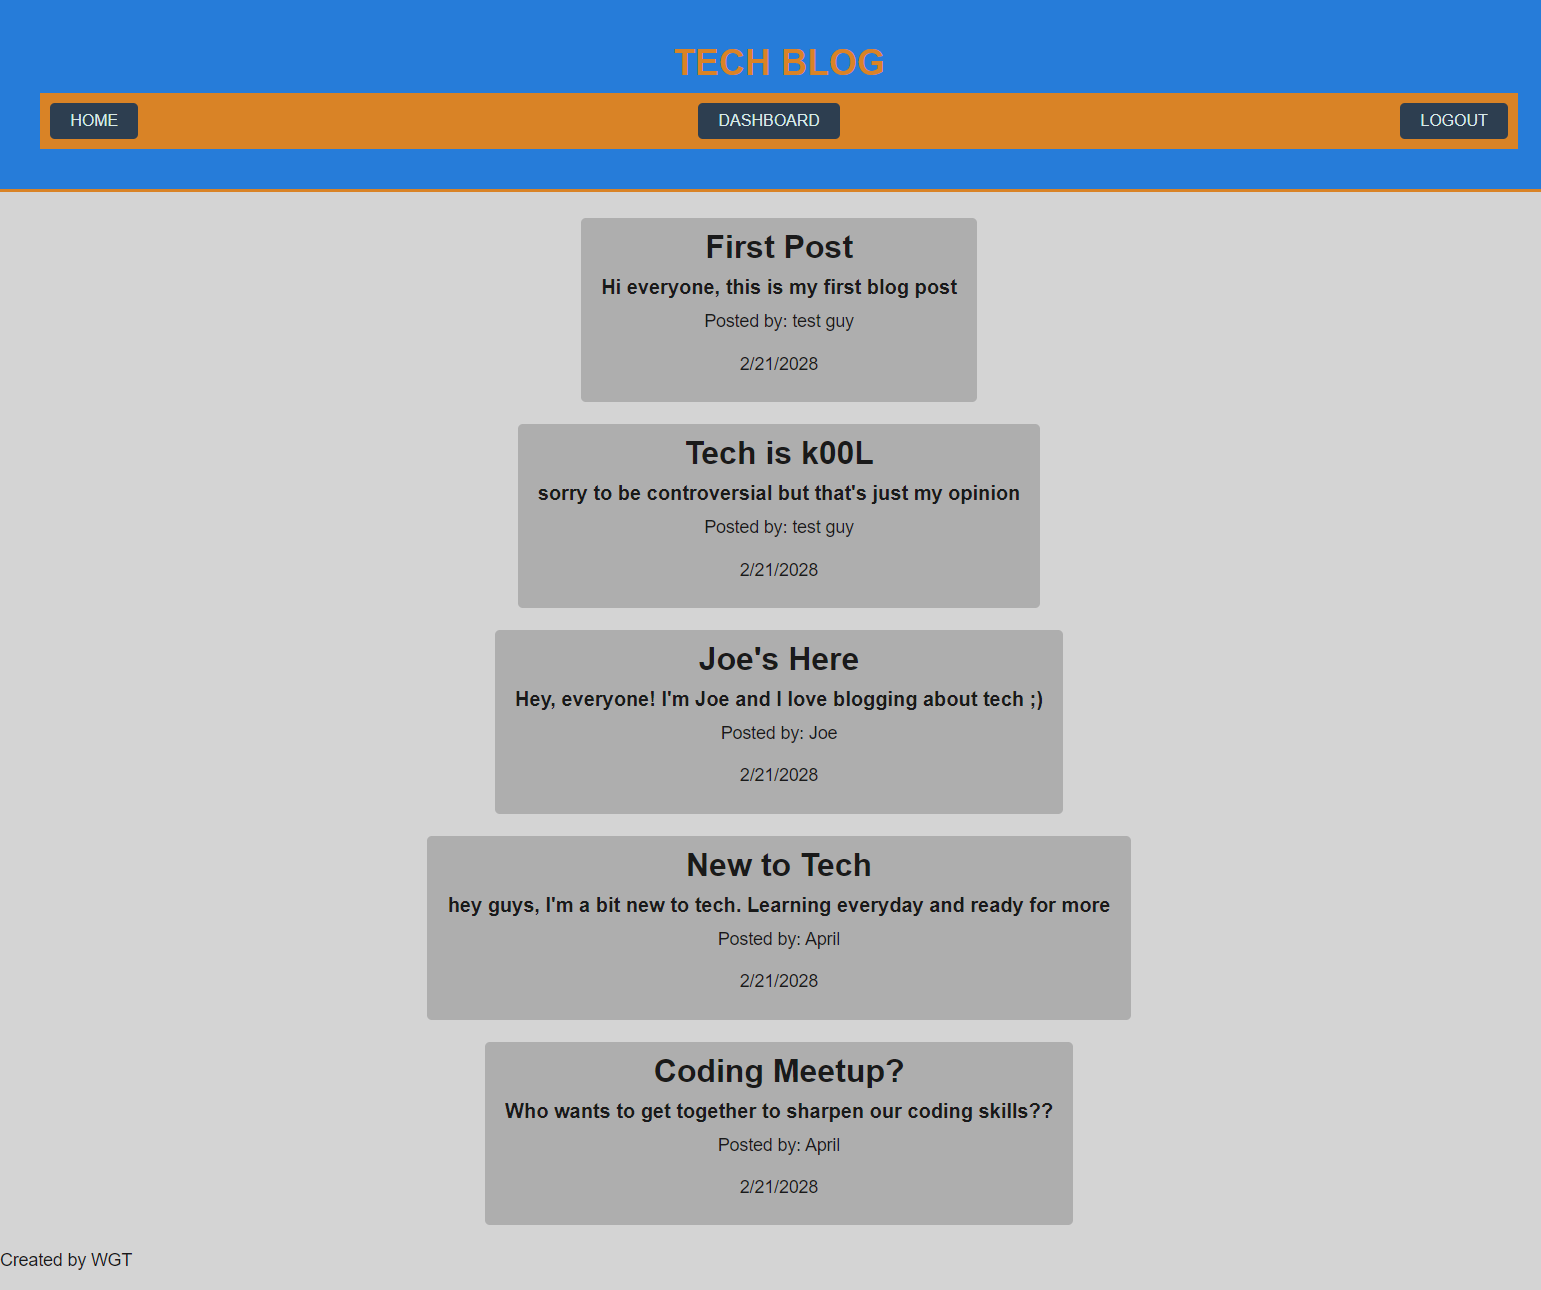 TECH BLOG
HOME DASHBOARD LOGOUT
First Post
Hi everyone, this is my first blog post
Posted by: test guy
2/21/2028
Tech is k00L
sorry to be controversial but that's just my opinion
Posted by: test guy
2/21/2028
Joe's Here
Hey, everyone! I'm Joe and I love blogging about tech ;)
Posted by: Joe
2/21/2028
New to Tech
hey guys, I'm a bit new to tech. Learning everyday and ready for more
Posted by: April
2/21/2028
Coding Meetup?
Who wants to get together to sharpen our coding skills??
Posted by: April
2/21/2028
Created by WGT